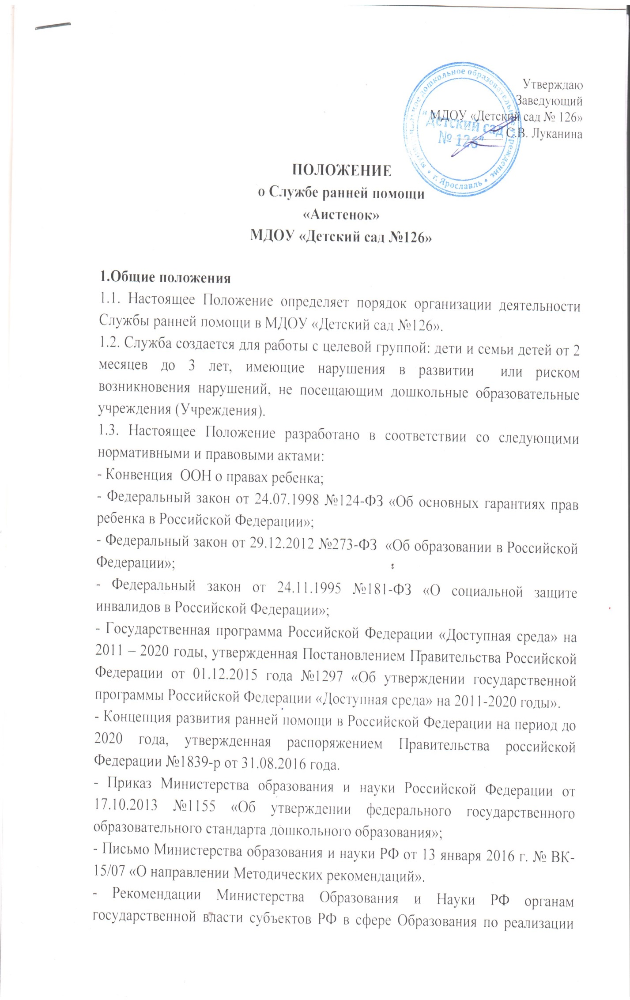 Утверждаю
Заведующий
МДОУ «Детский сад № 126»
С.В. Луканина
муниципальное дошкольное образовательное учреждение • г. Ярославль •
"Детский сад
№ 126"
ПОЛОЖЕНИЕ
о Службе ранней помощи
«Аистенок»
МДОУ «Детский сад №126»
1.Общие положения
1.1. Настоящее Положение определяет порядок организации деятельности
Службы ранней помощи в МДОУ «Детский сад №126».
1.2. Служба создается для работы с целевой группой: дети и семьи детей от 2
месяцев до 3 лет, имеющие нарушения в развитии или риском
возникновения нарушений, не посещающим дошкольные образовательные
учреждения (Учреждения).
1.3. Настоящее Положение разработано в соответствии со следующими
нормативными и правовыми актами:
- Конвенция ООН о правах ребенка;
- Федеральный закон от 24.07.1998 №124-ФЗ «Об основных гарантиях прав
ребенка в Российской Федерации»;
- Федеральный закон от 29.12.2012 №273-ФЗ «Об образовании в Российской
Федерации»;
- Федеральный закон от 24.11.1995 №181-ФЗ «О социальной защите
инвалидов в Российской Федерации»;
- Государственная программа Российской Федерации «Доступная среда» на
2011 – 2020 годы, утвержденная Постановлением Правительства Российской
Федерации от 01.12.2015 года №1297 «Об утверждении государственной
программы Российской Федерации «Доступная среда» на 2011-2020 годы».
- Концепция развития ранней помощи в Российской Федерации на период до
2020 года, утвержденная распоряжением Правительства российской
Федерации №1839-р от 31.08.2016 года.
- Приказ Министерства образования и науки Российской Федерации от
17.10.2013 №1155 «Об утверждении федерального государственного
образовательного стандарта дошкольного образования»;
- Письмо Министерства образования и науки РФ от 13 января 2016 г. № ВК-
15/07 «О направлении Методических рекомендаций».
- Рекомендации Министерства Образования и Науки РФ органам
государственной власти субъектов РФ в сфере Образования по реализации